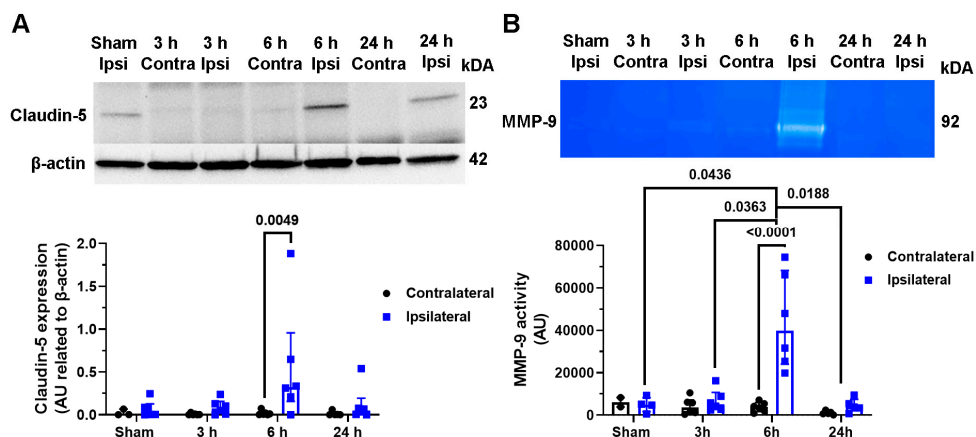 A
Sham 3 h 3 h 6 h 6 h 24 h 24 h
Ipsi Contra Ipsi Contra Ipsi Contra Ipsi kDA
Claudin-5 23
β-actin 42
0.0049
2.0
1.5
1.0
0.5
0.0
Claudin-5 expression
(AU related to β-actin)
Contralateral
Ipsilateral
Sham 3 h 6 h 24 h
B
Sham 3 h 3 h 6 h 6 h 24 h 24 h
Ipsi Contra Ipsi Contra Ipsi Contra Ipsi kDA
MMP-9 92
0.0436
0.0188
0.0363
<0.0001
80000
60000
40000
20000
0
MMP-9 activity
(AU)
Contralateral
Ipsilateral
Sham 3h 6h 24h